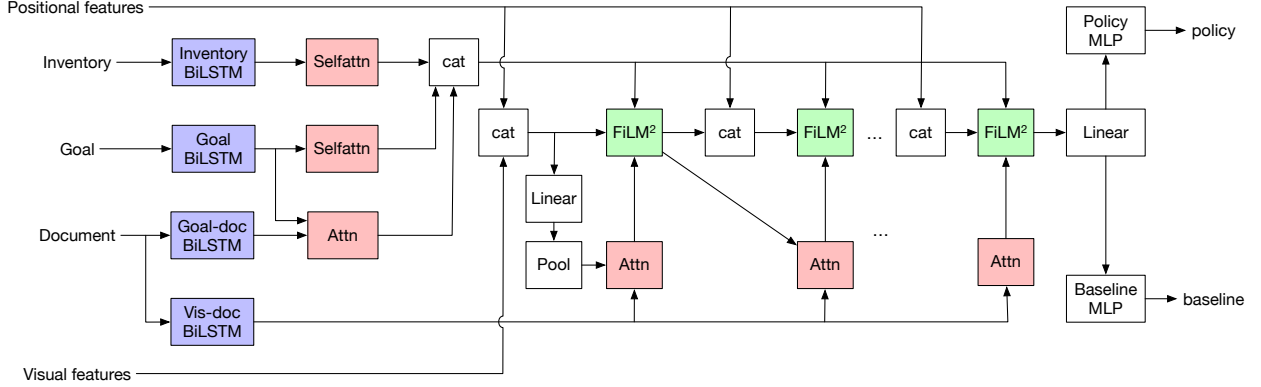 Positional features
Inventory
Inventory
BiLSTM
Selfattn
cat
Goal
Goal
BiLSTM
Selfattn
Document
Goal-doc
BiLSTM
Attn
Vis-doc
BiLSTM
Visual features
cat
Linear
Pool
FiLM²
Attn
cat
FiLM²
Attn
...
...
cat
FiLM²
Attn
Linear
Policy
MLP
policy
Baseline
MLP
baseline